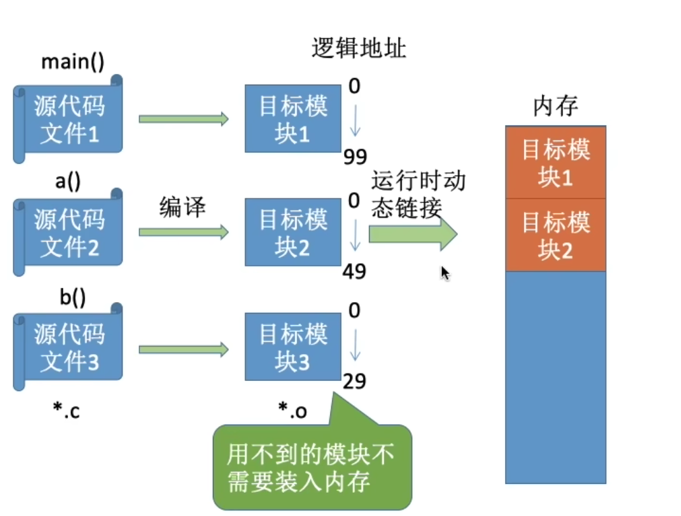 逻辑地址
main()
源代码
文件1
目标模
块1
0
99
内存
目标模
块1
a()
源代码
文件2
编译
目标模
块2
0
49
运行时动
态链接
目标模
块2
b()
源代码
文件3
目标模
块3
0
29
*.c
*.o
用不到的模块不
需要装入内存